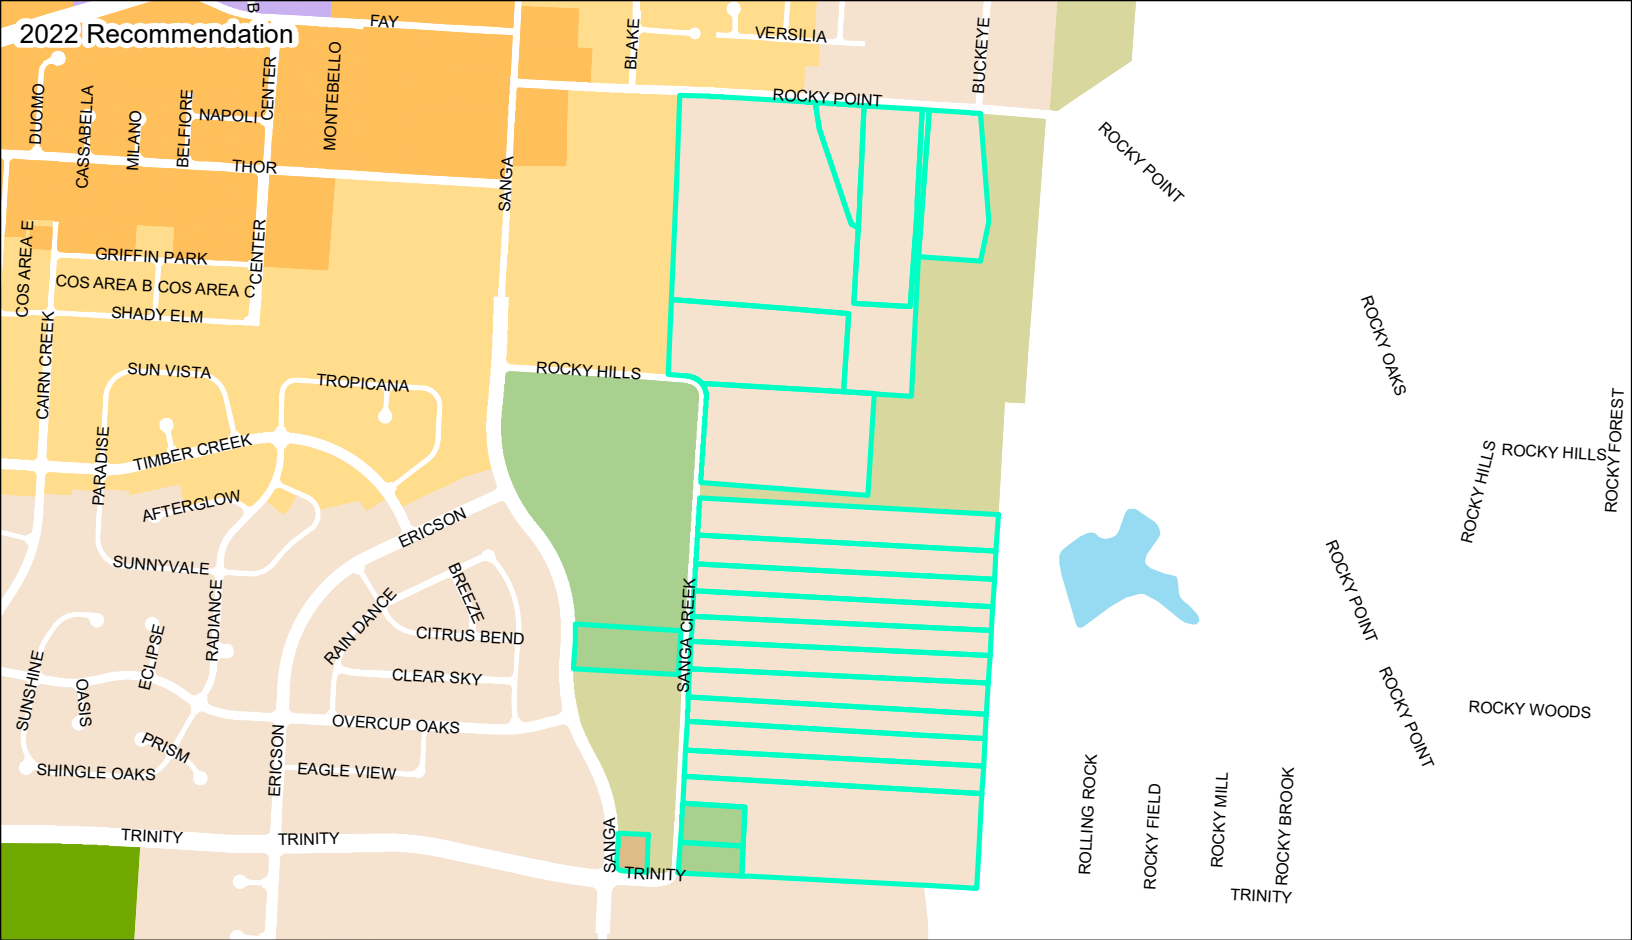 2022 Recommendation
B
FAY
BLAKE
VERSILIA
BUCKEYE
ROCKY POINT
ROCKY POINT
DUOMO
CASSABELLA
MILANO
BELFIORE
NAPOLI
CENTER
MONTEBELLO
THOR
SANGA
COS AREA E
GRIFFIN PARK
CENTER
COS AREA B
COS AREA C
SHADY ELM
CAIRN CREEK
SUN VISTA
TROPICANA
ROCKY HILLS
ROCKY OAKS
ROCKY FOREST
PARADISE
TIMBER CREEK
ROCKY HILLS
ROCKY HILLS
AFTERGLOW
ERICSON
SUNNYVALE
RADIANCE
RAIN DANCE
BREEZE
CITRUS BEND
SANGA CREEK
ROCKY POINT
SUNSHINE
OASIS
ECLIPSE
CLEAR SKY
ROCKY POINT
ROCKY WOODS
OVERCUP OAKS
PRISM
ERICSON
SHINGLE OAKS
EAGLE VIEW
ROLLING ROCK
ROCKY FIELD
ROCKY MILL
ROCKY BROOK
TRINITY
TRINITY
SANGA
TRINITY
TRINITY